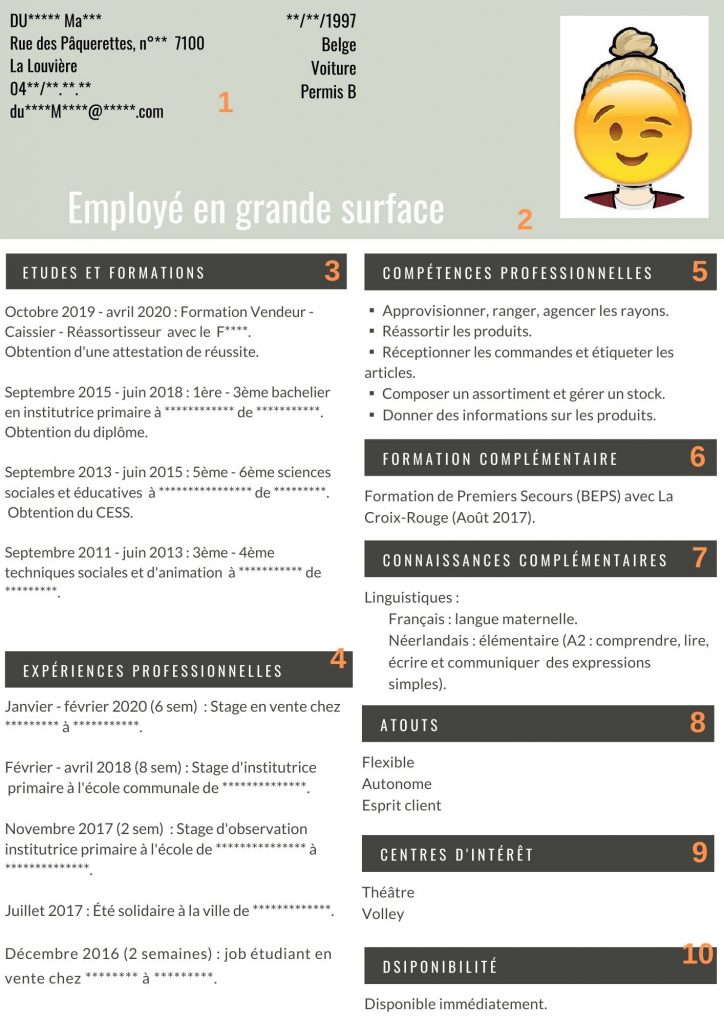 DU***** Ma***
Rue des Pâquerettes, n°** 7100
La Louvière
04**/**.**.**
du****M****@*****.com
**/**/1997
Belge
Voiture
Permis B
1
Employé en grande surface
2
ETUDES ET FORMATIONS 3
Octobre 2019 - avril 2020 : Formation Vendeur -
Caissier - Réassortisseur avec le F****.
Obtention d'une attestation de réussite.
Septembre 2015 - juin 2018 : 1ère - 3ème bachelier
en institutrice primaire à ************ de ***********.
Obtention du diplôme.
Septembre 2013 - juin 2015 : 5ème - 6ème sciences
sociales et éducatives à **************** de *********.
Obtention du CESS.
Septembre 2011 - juin 2013 : 3ème - 4ème
techniques sociales et d'animation à *********** de
*********.
EXPÉRIENCES PROFESSIONNELLES 4
Janvier - février 2020 (6 sem) : Stage en vente chez
********* à ***********.
Février - avril 2018 (8 sem) : Stage d'institutrice
primaire à l'école communale de **************.
Novembre 2017 (2 sem) : Stage d'observation
institutrice primaire à l'école de *************** à
**************.
Juillet 2017 : Été solidaire à la ville de *************.
Décembre 2016 (2 semaines) : job étudiant en
vente chez ******** à *********.
COMPÉTENCES PROFESSIONNELLES 5
▪ Approvisionner, ranger, agencer les rayons.
▪ Réassortir les produits.
▪ Réceptionner les commandes et étiqueter les
articles.
▪ Composer un assortiment et gérer un stock.
▪ Donner des informations sur les produits.
FORMATION COMPLÉMENTAIRE 6
Formation de Premiers Secours (BEPS) avec La
Croix-Rouge (Août 2017).
CONNAISSANCES COMPLÉMENTAIRES 7
Linguistiques :
Français : langue maternelle.
Néerlandais : élémentaire (A2 : comprendre, lire,
écrire et communiquer des expressions
simples).
ATOUTS 8
Flexible
Autonome
Esprit client
CENTRES D'INTÉRÊT 9
Théâtre
Volley
DSIPONIBILITÉ 10
Disponible immédiatement.